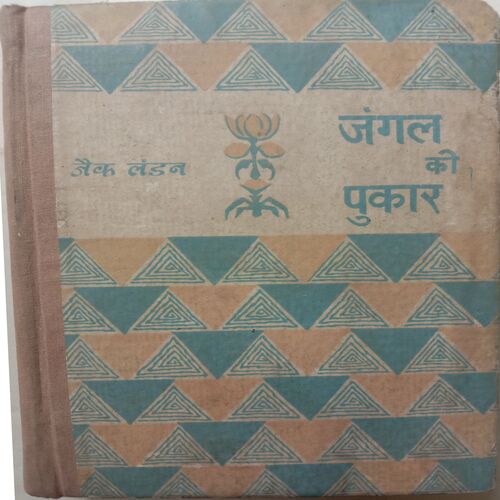 जैक लंडन
जंगल
की
पुकार